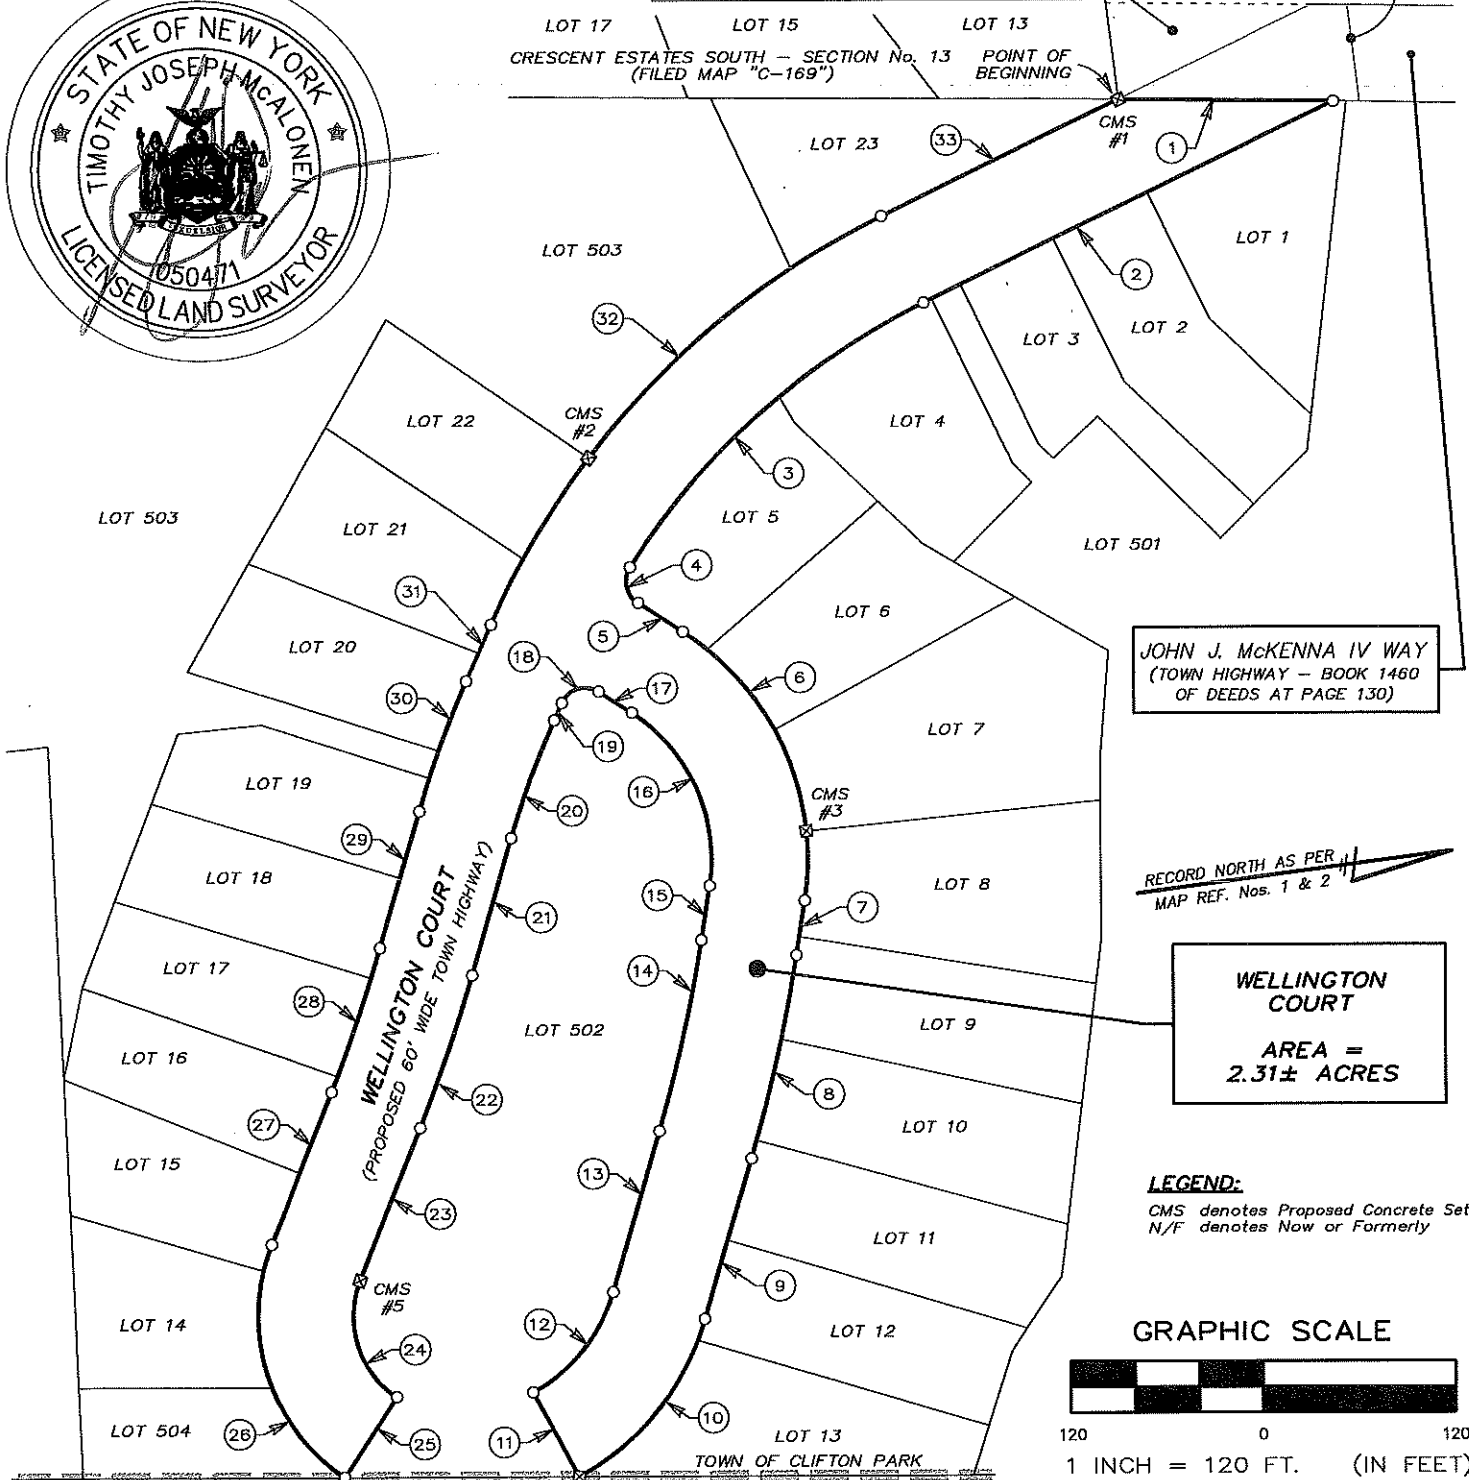 STATE OF NEW YORK
TIMOTHY JOSEPH McALONEN
EXCELSIOR
050471
LICENSED LAND SURVEYOR
LOT 17
LOT 15
LOT 13
CRESCENT ESTATES SOUTH – SECTION No. 13
(FILED MAP "C–169")
POINT OF
BEGINNING
CMS
#1
1
33
LOT 23
LOT 503
LOT 1
2
32
LOT 2
LOT 3
LOT 22
CMS
#2
LOT 4
3
LOT 503
LOT 21
LOT 5
LOT 501
4
31
LOT 6
5
LOT 20
18
17
6
JOHN J. McKENNA IV WAY
(TOWN HIGHWAY – BOOK 1460
OF DEEDS AT PAGE 130)
30
19
LOT 7
LOT 19
16
20
CMS
#3
29
RECORD NORTH AS PER
MAP REF. Nos. 1 & 2
LOT 18
WELLINGTON COURT
(PROPOSED 60' WIDE TOWN HIGHWAY)
15
LOT 8
7
21
LOT 17
14
WELLINGTON
COURT
AREA =
2.31± ACRES
28
LOT 502
LOT 9
LOT 16
22
8
27
LOT 10
LOT 15
13
23
LEGEND:
CMS denotes Proposed Concrete Set
N/F denotes Now or Formerly
LOT 11
9
CMS
#5
LOT 14
12
LOT 12
24
GRAPHIC SCALE
LOT 504
26
25
11
10
LOT 13
TOWN OF CLIFTON PARK
120 0 120
1 INCH = 120 FT. (IN FEET)